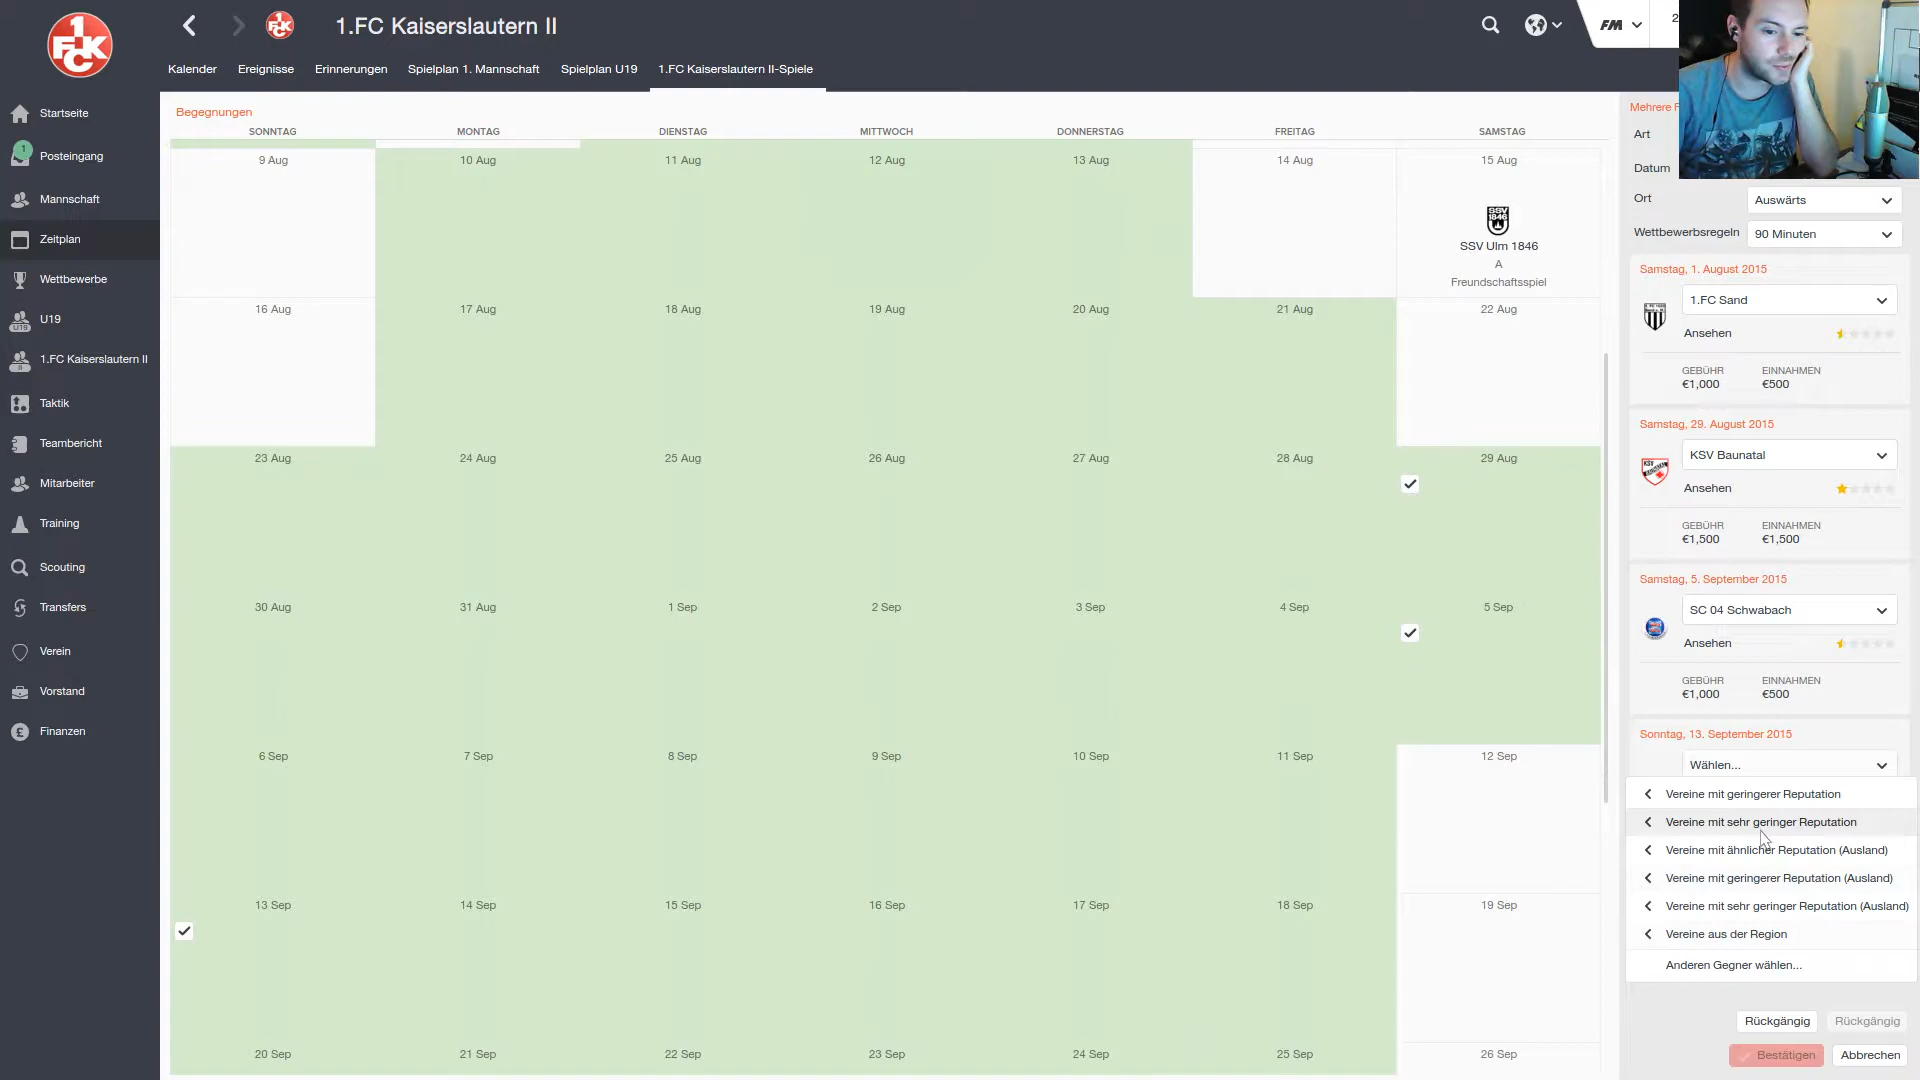 1.FC Kaiserslautern II
FM
2
Kalender
Ereignisse
Erinnerungen
Spielplan 1. Mannschaft
Spielplan U19
1.FC Kaiserslautern II-Spiele
Startseite
1
Posteingang
Mannschaft
Zeitplan
Wettbewerbe
U19
1.FC Kaiserslautern II
Taktik
Teambericht
Mitarbeiter
Training
Scouting
Transfers
Verein
Vorstand
Finanzen
Begegnungen
SONNTAG
MONTAG
DIENSTAG
MITTWOCH
DONNERSTAG
FREITAG
SAMSTAG
9 Aug
10 Aug
11 Aug
12 Aug
13 Aug
14 Aug
15 Aug
SSV
1846
SSV Ulm 1846
A
Freundschaftsspiel
16 Aug
17 Aug
18 Aug
19 Aug
20 Aug
21 Aug
22 Aug
23 Aug
24 Aug
25 Aug
26 Aug
27 Aug
28 Aug
29 Aug
30 Aug
31 Aug
1 Sep
2 Sep
3 Sep
4 Sep
5 Sep
6 Sep
7 Sep
8 Sep
9 Sep
10 Sep
11 Sep
12 Sep
13 Sep
14 Sep
15 Sep
16 Sep
17 Sep
18 Sep
19 Sep
20 Sep
21 Sep
22 Sep
23 Sep
24 Sep
25 Sep
26 Sep
Mehrere F
Art
Datum
Ort
Auswärts
Wettbewerbsregeln
90 Minuten
Samstag, 1. August 2015
1.FC Sand
Ansehen
GEBÜHR
EINNAHMEN
€1,000
€500
Samstag, 29. August 2015
KSV Baunatal
Ansehen
GEBÜHR
EINNAHMEN
€1,500
€1,500
Samstag, 5. September 2015
SC 04 Schwabach
Ansehen
GEBÜHR
EINNAHMEN
€1,000
€500
Sonntag, 13. September 2015
Wählen...
Vereine mit geringerer Reputation
Vereine mit sehr geringer Reputation
Vereine mit ähnlicher Reputation (Ausland)
Vereine mit geringerer Reputation (Ausland)
Vereine mit sehr geringer Reputation (Ausland)
Vereine aus der Region
Anderen Gegner wählen...
Rückgängig
Rückgängig
Bestätigen
Abbrechen